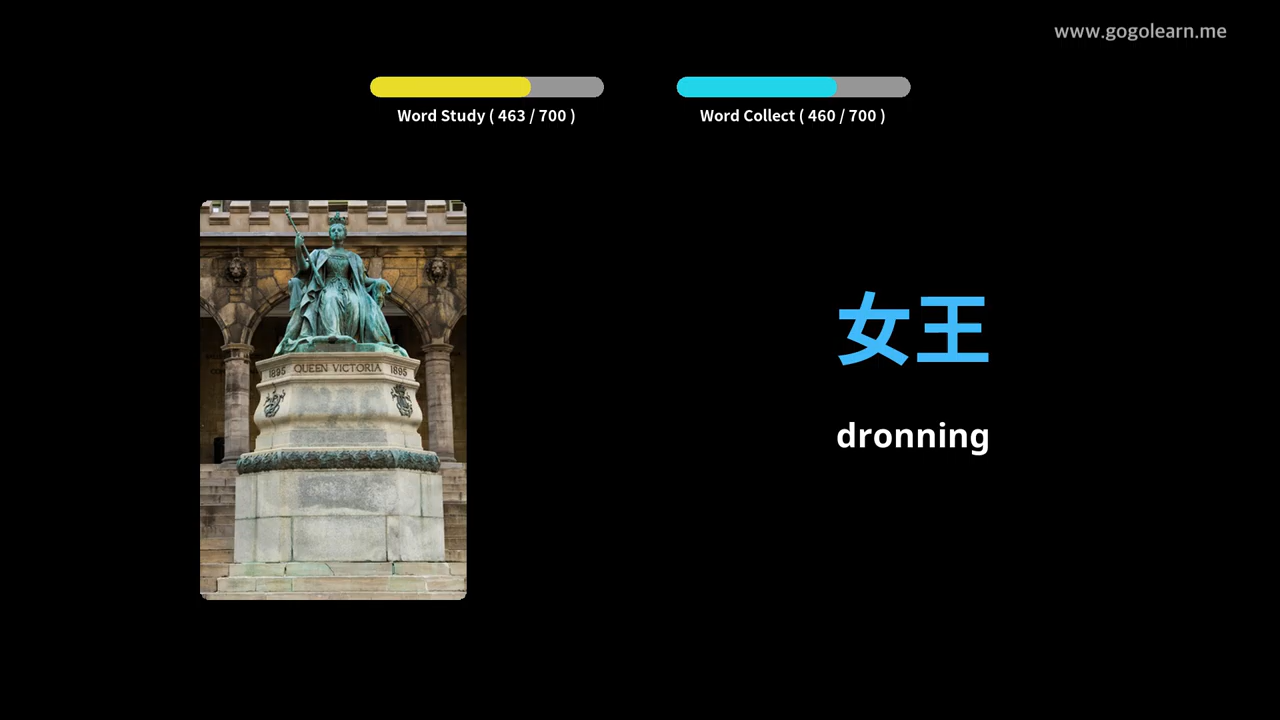 www.gogolearn.me
Word Study ( 463 / 700 )
Word Collect ( 460 / 700 )
1895 QUEEN VICTORIA 1895
女王
dronning